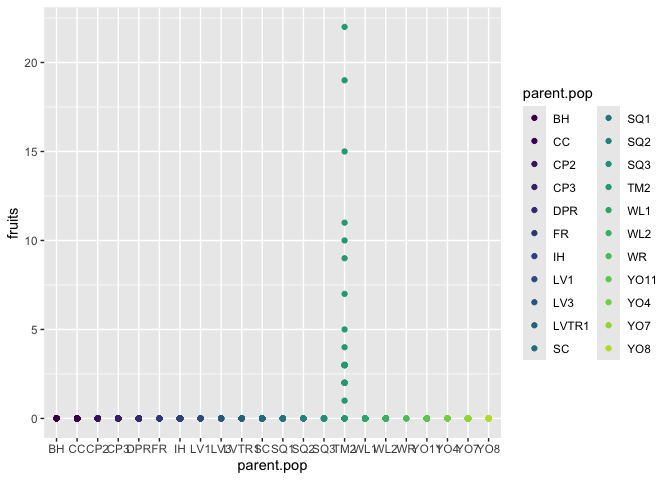 20
15
10
5
0
fruits
BH CC CP2 CP3 DPR FR IH LV1 LV3 LVTR1 SC SQ1 SQ2 SQ3 TM2 WL1 WL2 WR YO11 YO4 YO7 YO8
parent.pop
parent.pop
BH SQ1
CC SQ2
CP2 SQ3
CP3 TM2
DPR WL1
FR WL2
IH WR
LV1 YO11
LV3 YO4
LVTR1 YO7
SC YO8